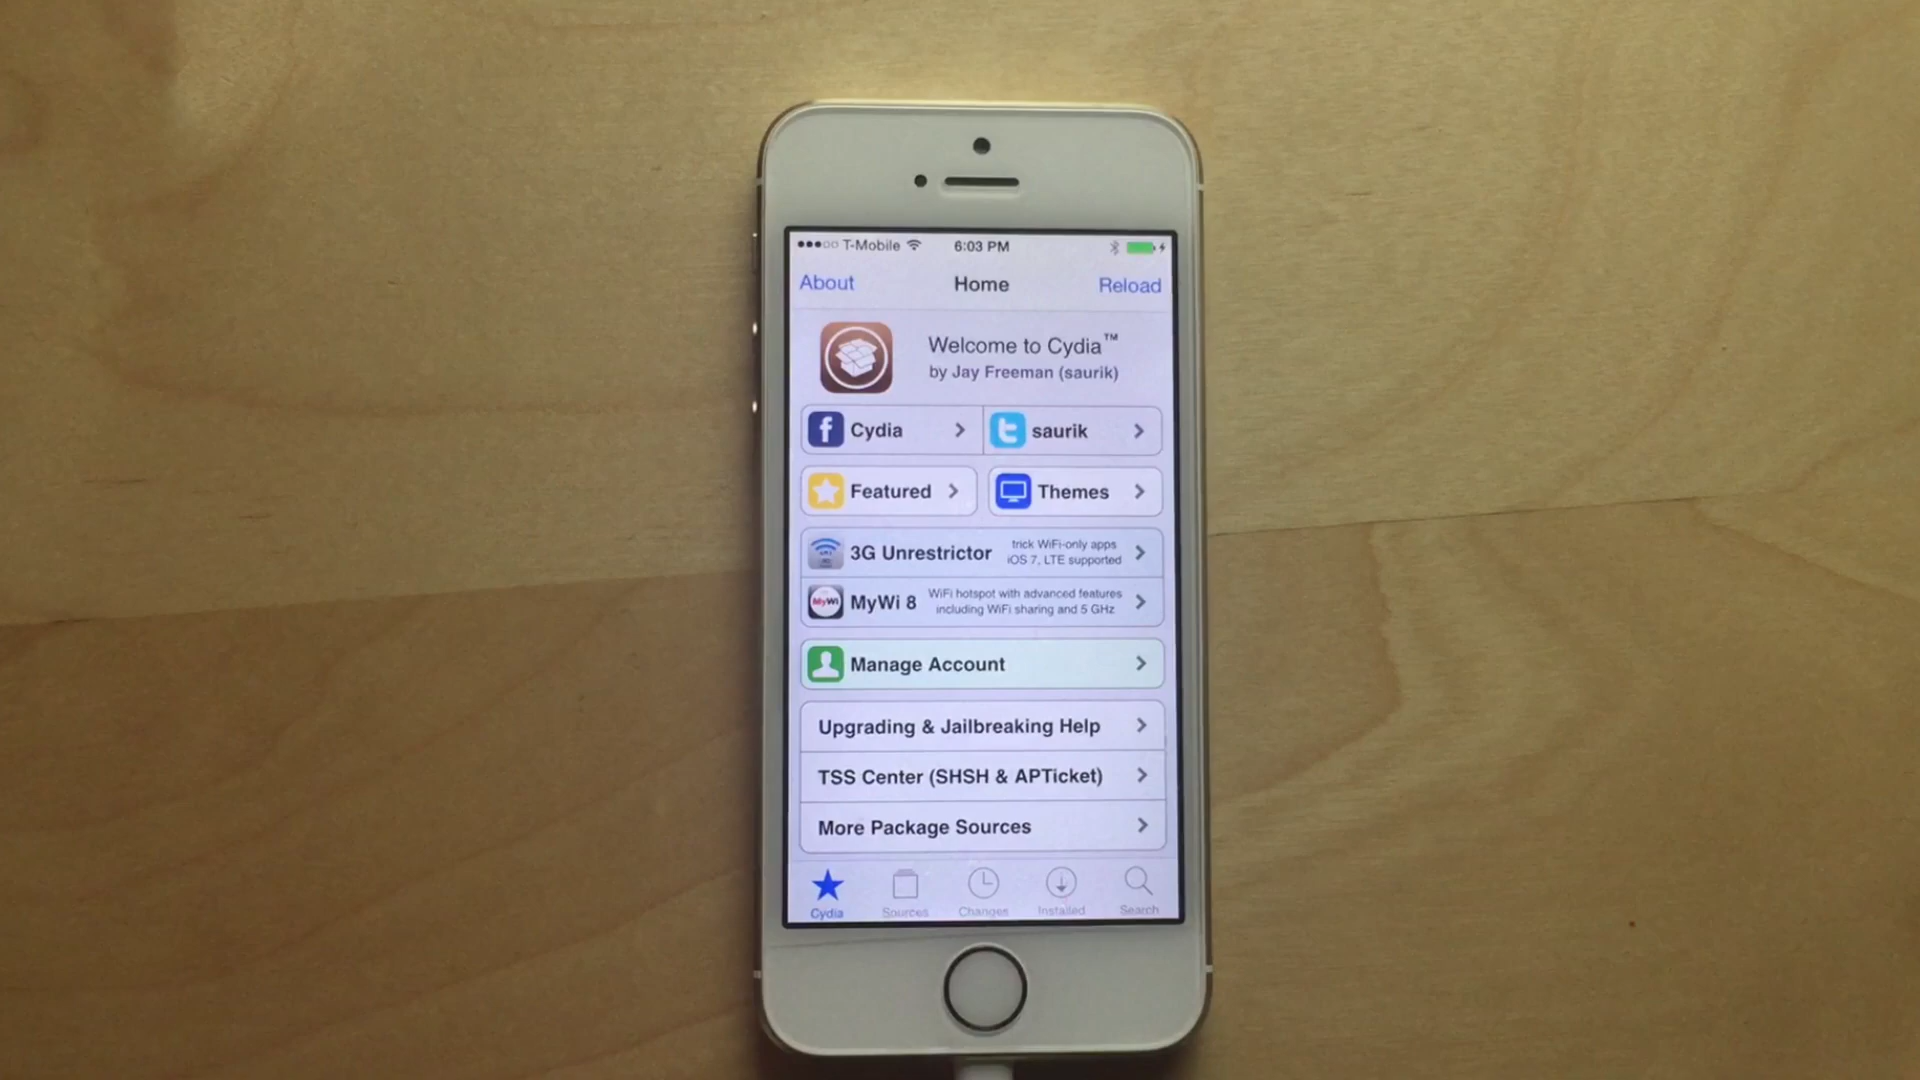 T-Mobile 6:03 PM
About Home Reload
Welcome to Cydia™
by Jay Freeman (saurik)
Cydia saurik
Featured Themes
3G Unrestrictor trick WiFi-only apps
iOS 7, LTE supported
MyWi MyWi 8 WiFi hotspot with advanced features
including WiFi sharing and 5 GHz
Manage Account
Upgrading & Jailbreaking Help
TSS Center (SHSH & APTicket)
More Package Sources
Cydia Sources Changes Installed Search